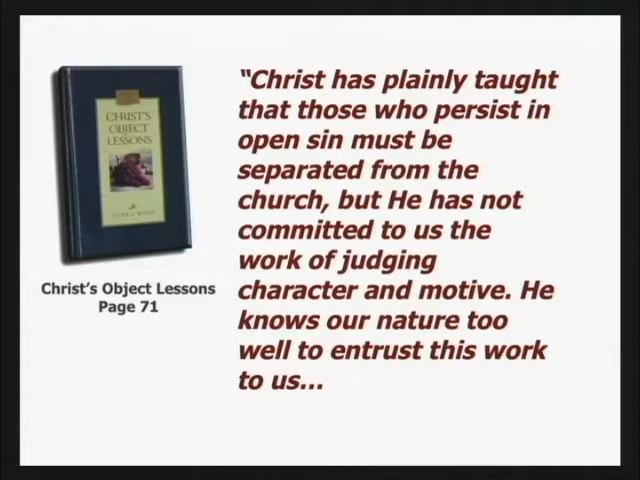 CHRIST'S
OBJECT
LESSONS
Christ's Object Lessons
Page 71
“Christ has plainly taught
that those who persist in
open sin must be
separated from the
church, but He has not
committed to us the
work of judging
character and motive. He
knows our nature too
well to entrust this work
to us...